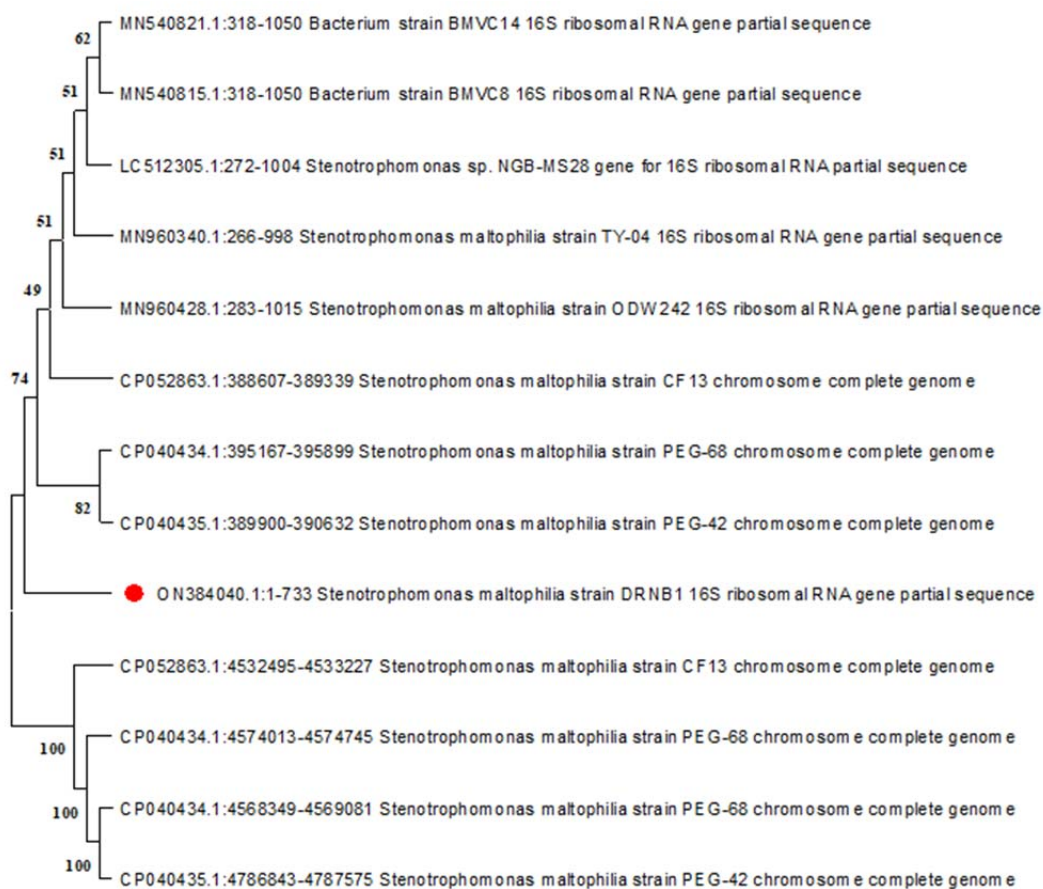 MN540821.1:318-1050 Bacterium strain BMVC14 16S ribosomal RNA gene partial sequence
62
51
MN540815.1:318-1050 Bacterium strain BMVC8 16S ribosomal RNA gene partial sequence
51
LC512305.1:272-1004 Stenotrophomonas sp. NGB-MS28 gene for 16S ribosomal RNA partial sequence
51
MN960340.1:266-998 Stenotrophomonas maltophilia strain TY-04 16S ribosomal RNA gene partial sequence
49
MN960428.1:283-1015 Stenotrophomonas maltophilia strain ODW242 16S ribosomal RNA gene partial sequence
74
CP052863.1:388607-389339 Stenotrophomonas maltophilia strain CF13 chromosome complete genome
CP040434.1:395167-395899 Stenotrophomonas maltophilia strain PEG-68 chromosome complete genome
82
CP040435.1:389900-390632 Stenotrophomonas maltophilia strain PEG-42 chromosome complete genome
ON384040.1:1-733 Stenotrophomonas maltophilia strain DRNB1 16S ribosomal RNA gene partial sequence
CP052863.1:4532495-4533227 Stenotrophomonas maltophilia strain CF13 chromosome complete genome
100
CP040434.1:4574013-4574745 Stenotrophomonas maltophilia strain PEG-68 chromosome complete genome
100
CP040434.1:4568349-4569081 Stenotrophomonas maltophilia strain PEG-68 chromosome complete genome
100
CP040435.1:4786843-4787575 Stenotrophomonas maltophilia strain PEG-42 chromosome complete genome